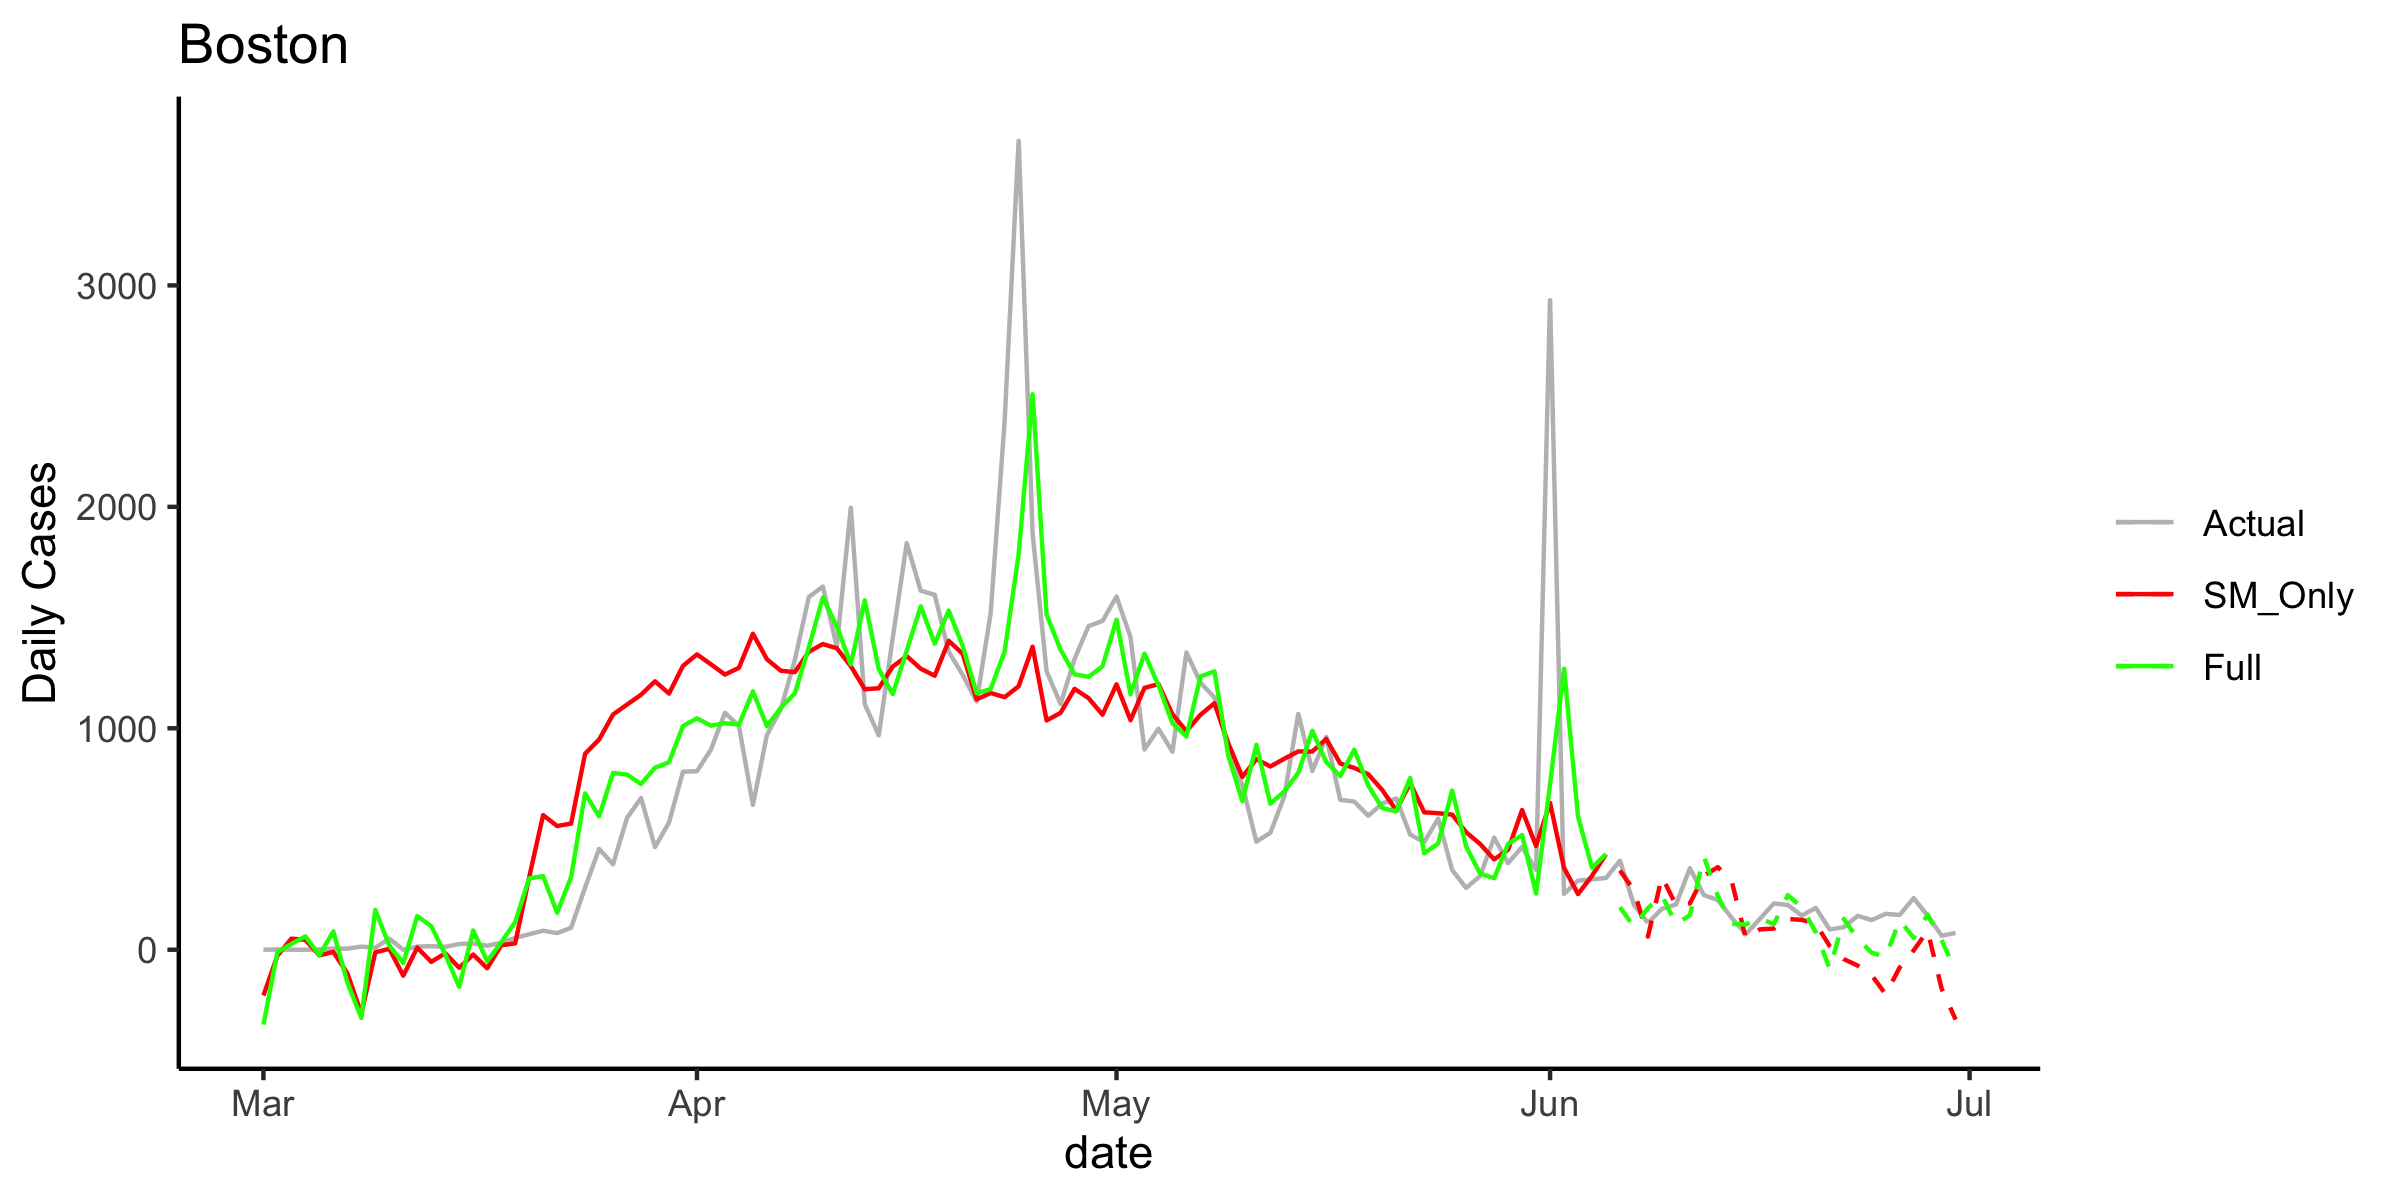 Boston
Daily Cases
3000
2000
1000
0
Mar Apr May Jun Jul
date
Actual
SM_Only
Full